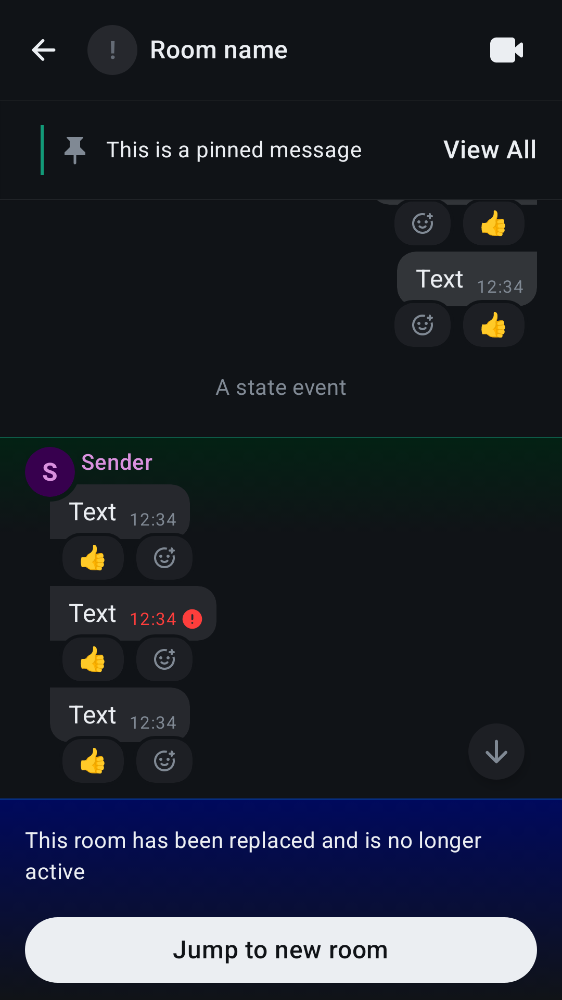 !
Room name
This is a pinned message
View All
Text 12:34
A state event
S
Sender
Text 12:34
Text 12:34 !
Text 12:34
This room has been replaced and is no longer
active
Jump to new room